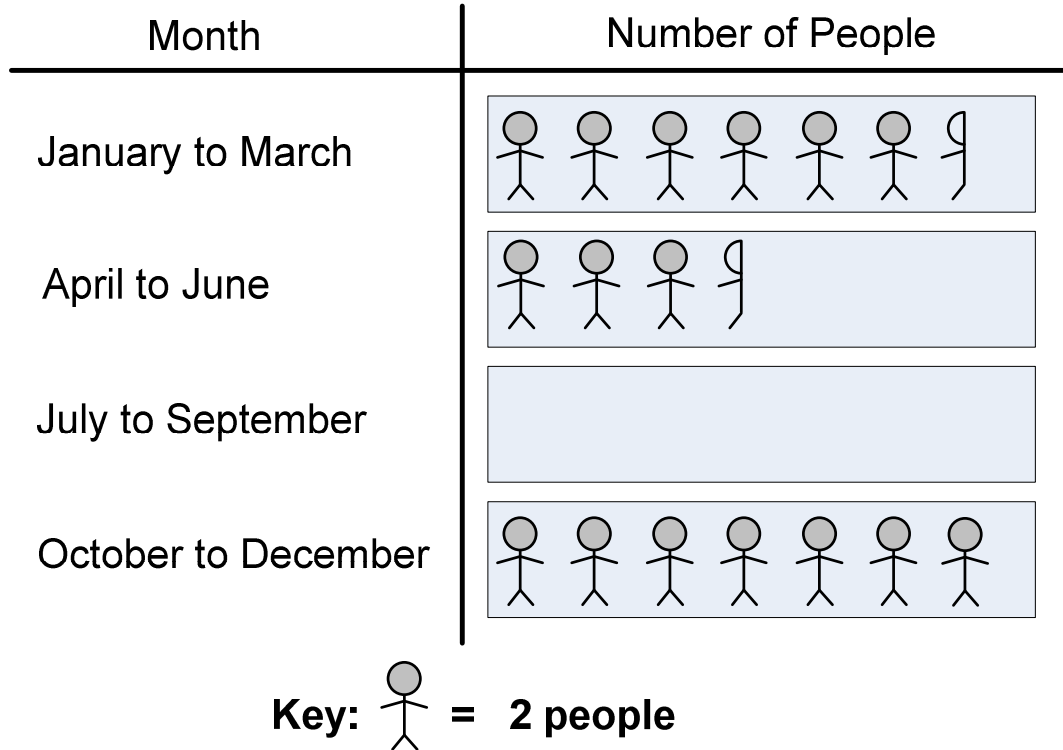 Month Number of People
January to March
April to June
July to September
October to December
Key: = 2 people